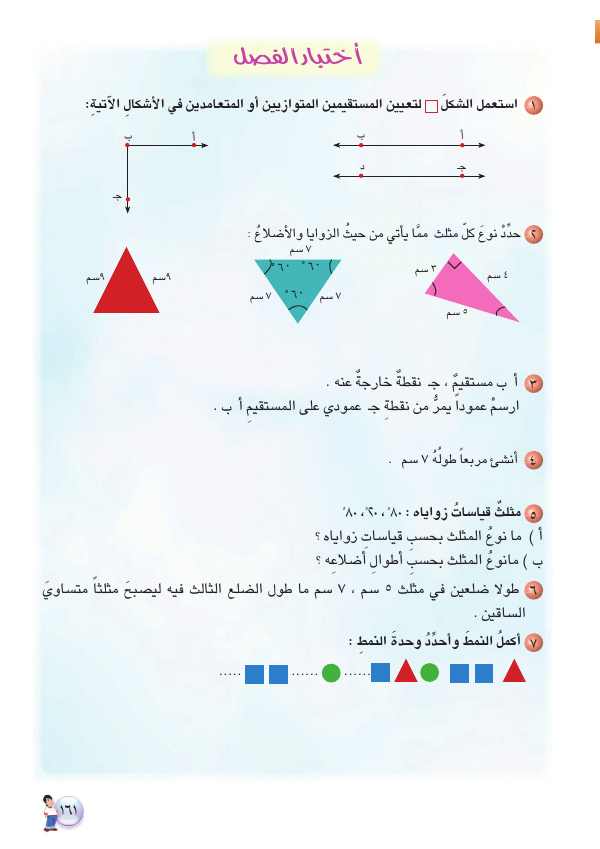 أختبار الفصل
١ استعمل الشكلَ لتعيين المستقيمين المتوازيين أو المتعامدين في الأشكالِ الآتيةِ:
أ ب
ب أ
جـ د
جـ
٢ حدِّدْ نوعَ كلّ مثلث ممَّا يأتي من حيثُ الزوايا والأضلاعُ :
٧ سم
٤ سم ٣ سم ٦٠° ٦٠° ٩سم ٩سم
٧ سم ٦٠° ٧ سم
٥ سم
٣ أ ب مستقيمٌ ، جـ نقطةٌ خارجةٌ عنه .
ارسمْ عموداً يمرُّ من نقطةِ جـ عمودي على المستقيمِ أ ب .
٤ أنشئ مربعاً طولُهُ ٧ سم .
٥ مثلثٌ قياساتُ زواياه : ٨٠°، ٢٠°، ٨٠°
أ ) ما نوعُ المثلث بحسبِ قياساتِ زواياه ؟
ب ) مانوعُ المثلث بحسبِ أطوالِ أضلاعِه ؟
٦ طولا ضلعين في مثلث ٥ سم ، ٧ سم ما طول الضلع الثالث فيه ليصبحَ مثلثاً متساويَ
الساقين .
٧ أكملُ النمطَ وأحدِّدُ وحدةَ النمطِ :
...... ...... .....
١٦١